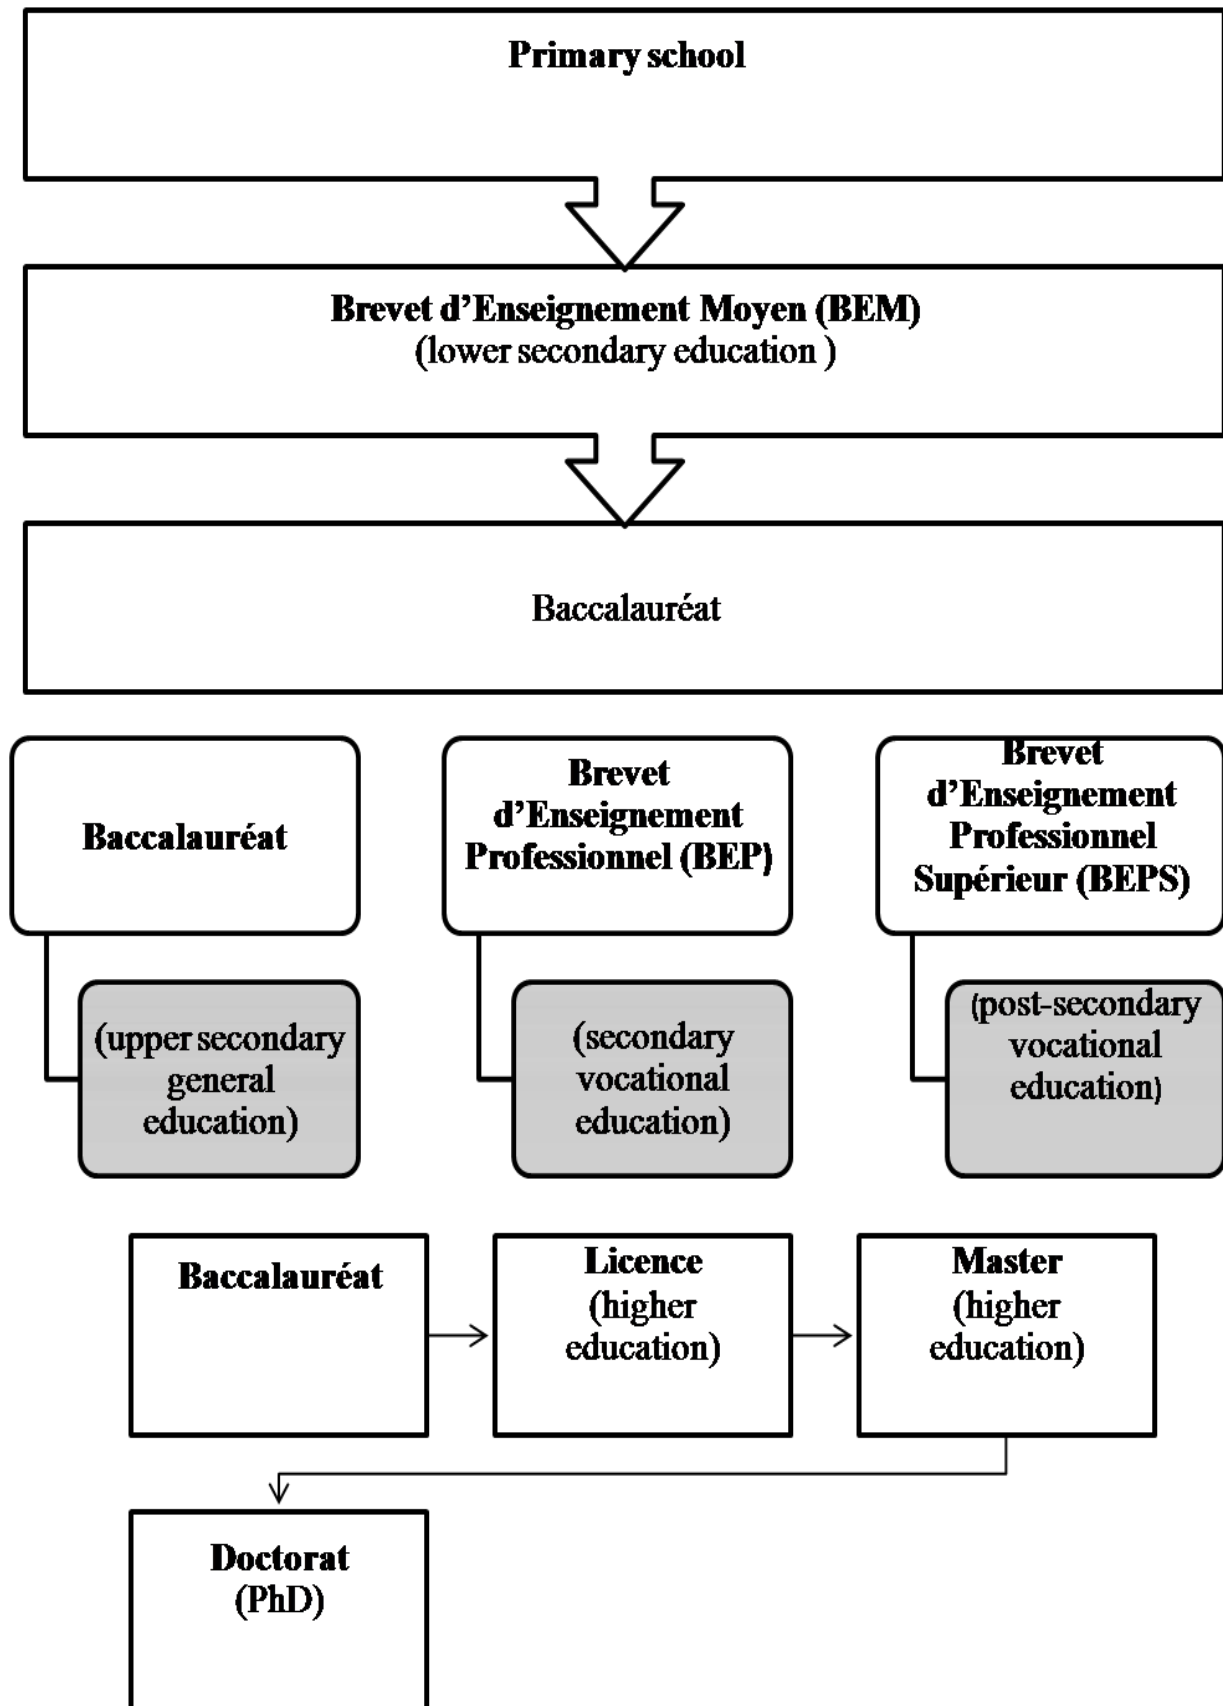 Primary school
Brevet d’Enseignement Moyen (BEM)
(lower secondary education )
Baccalauréat
Baccalauréat
(upper secondary
general
education)
Brevet
d’Enseignement
Professionnel (BEP)
(secondary
vocational
education)
Brevet
d’Enseignement
Professionnel
Supérieur (BEPS)
(post-secondary
vocational
education)
Baccalauréat
Licence
(higher
education)
Master
(higher
education)
Doctorat
(PhD)